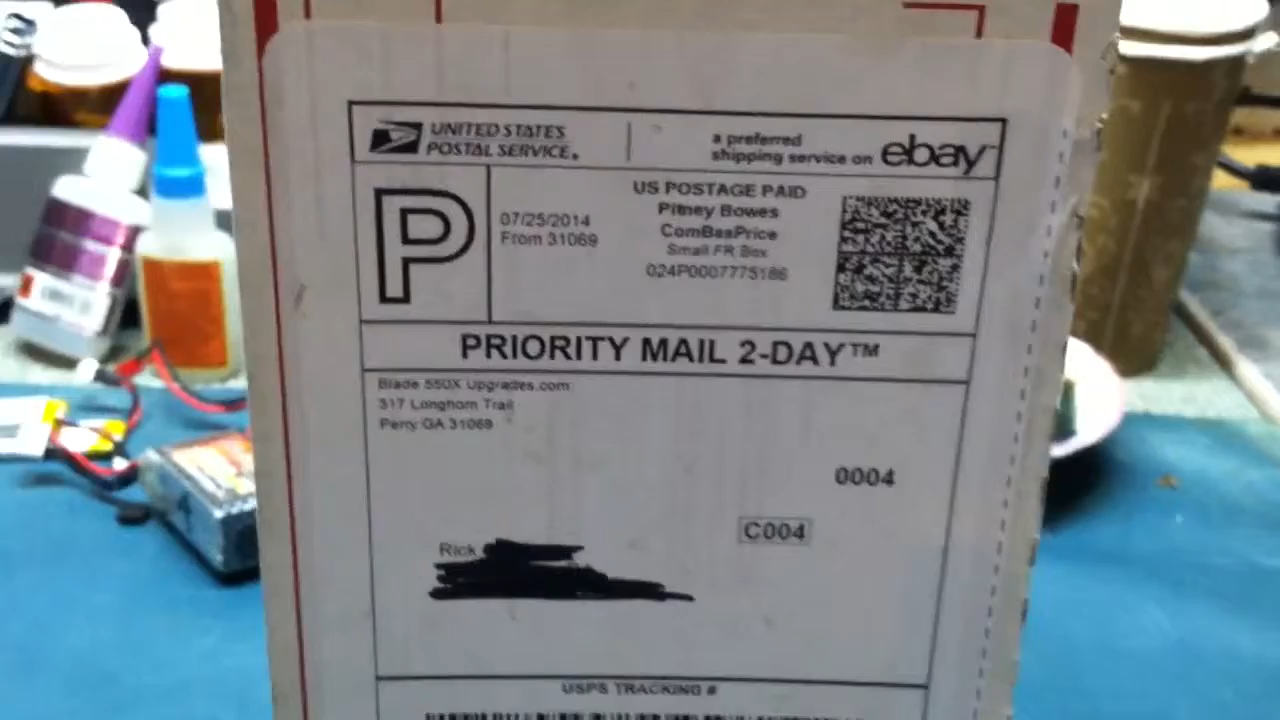 UNITED STATES
POSTAL SERVICE®
a preferred
shipping service on ebay™
P
07/25/2014
From 31069
US POSTAGE PAID
Pitney Bowes
ComBasPrice
Small FR Box
024P0007775186
PRIORITY MAIL 2-DAY™
Blade 550X Upgrades.com
317 Longhorn Trail
Perry GA 31069
0004
C004
Rick
USPS TRACKING #